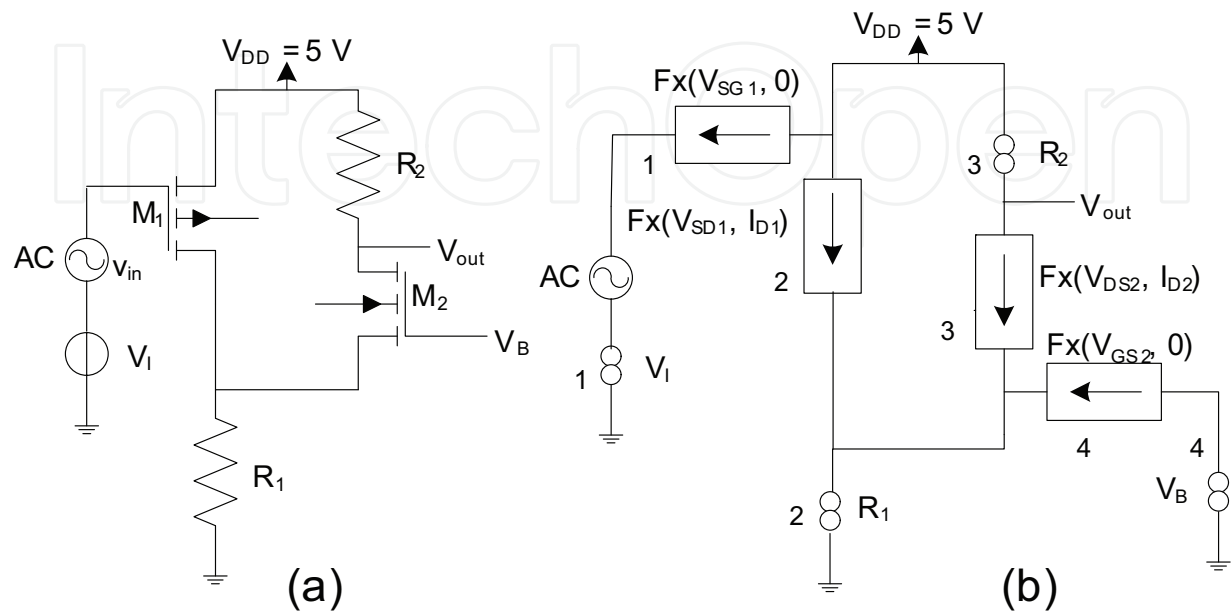 IntechOpen
V_DD = 5 V
R_2
M_1
AC
v_in
V_out
M_2
V_B
V_I
R_1
(a)
V_DD = 5 V
Fx(V_SG1, 0)
1
3
R_2
V_out
Fx(V_SD1, I_D1)
AC
2
Fx(V_DS2, I_D2)
3
Fx(V_GS2, 0)
1
V_I
4
4
V_B
2
R_1
(b)